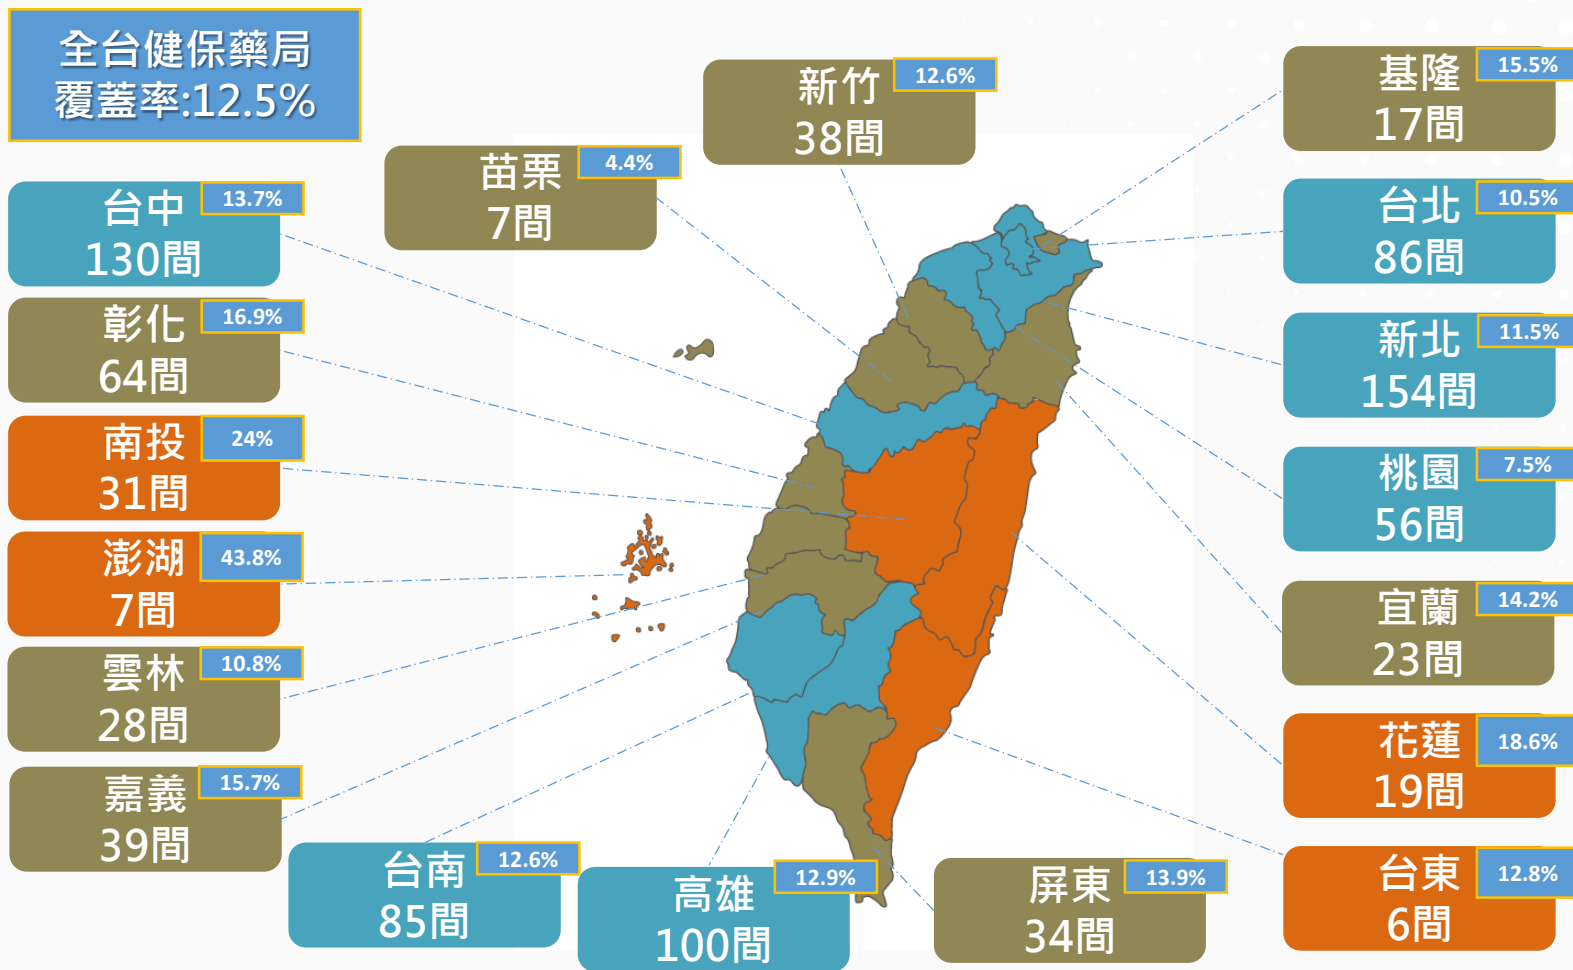 全台健保藥局
覆蓋率:12.5%
新竹
12.6%
38間
苗栗
4.4%
7間
台中
13.7%
130間
彰化
16.9%
64間
南投
24%
31間
澎湖
43.8%
7間
雲林
10.8%
28間
嘉義
15.7%
39間
台南
12.6%
85間
高雄
12.9%
100間
屏東
13.9%
34間
基隆
15.5%
17間
台北
10.5%
86間
新北
11.5%
154間
桃園
7.5%
56間
宜蘭
14.2%
23間
花蓮
18.6%
19間
台東
12.8%
6間